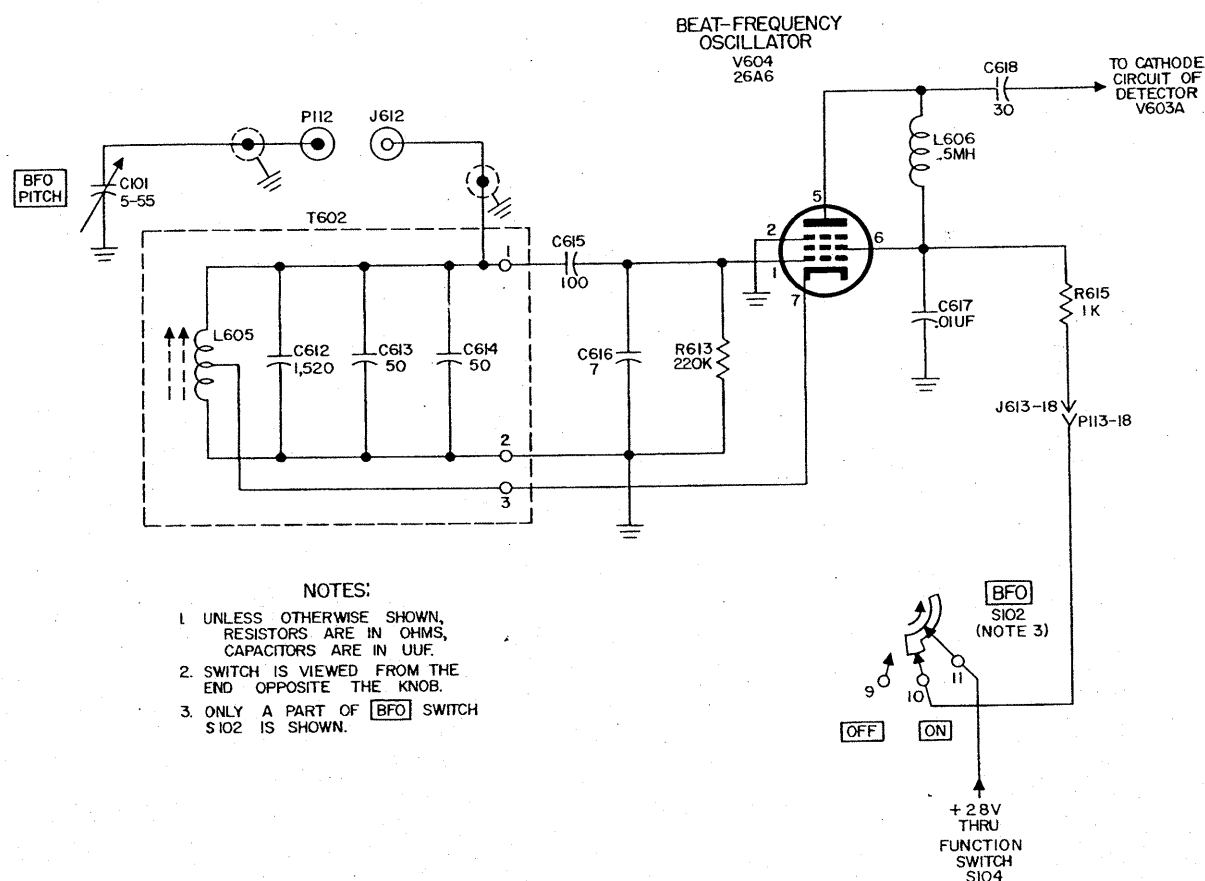 BEAT-FREQUENCY
OSCILLATOR
V604
26A6
C618
30
TO CATHODE
CIRCUIT OF
DETECTOR
V603A
P112
J612
L606
.5MH
BFO
PITCH
C101
5-55
T602
5
2
6
1
7
1
C615
100
C617
.01UF
R615
1K
L605
C612
1,520
C613
50
C614
50
C616
7
R613
220K
J613-18
P113-18
2
3
NOTES:
1. UNLESS OTHERWISE SHOWN,
RESISTORS ARE IN OHMS,
CAPACITORS ARE IN UUF.
2. SWITCH IS VIEWED FROM THE
END OPPOSITE THE KNOB.
3. ONLY A PART OF BFO SWITCH
S102 IS SHOWN.
BFO
S102
(NOTE 3)
9
10
11
OFF
ON
+28V
THRU
FUNCTION
SWITCH
S104